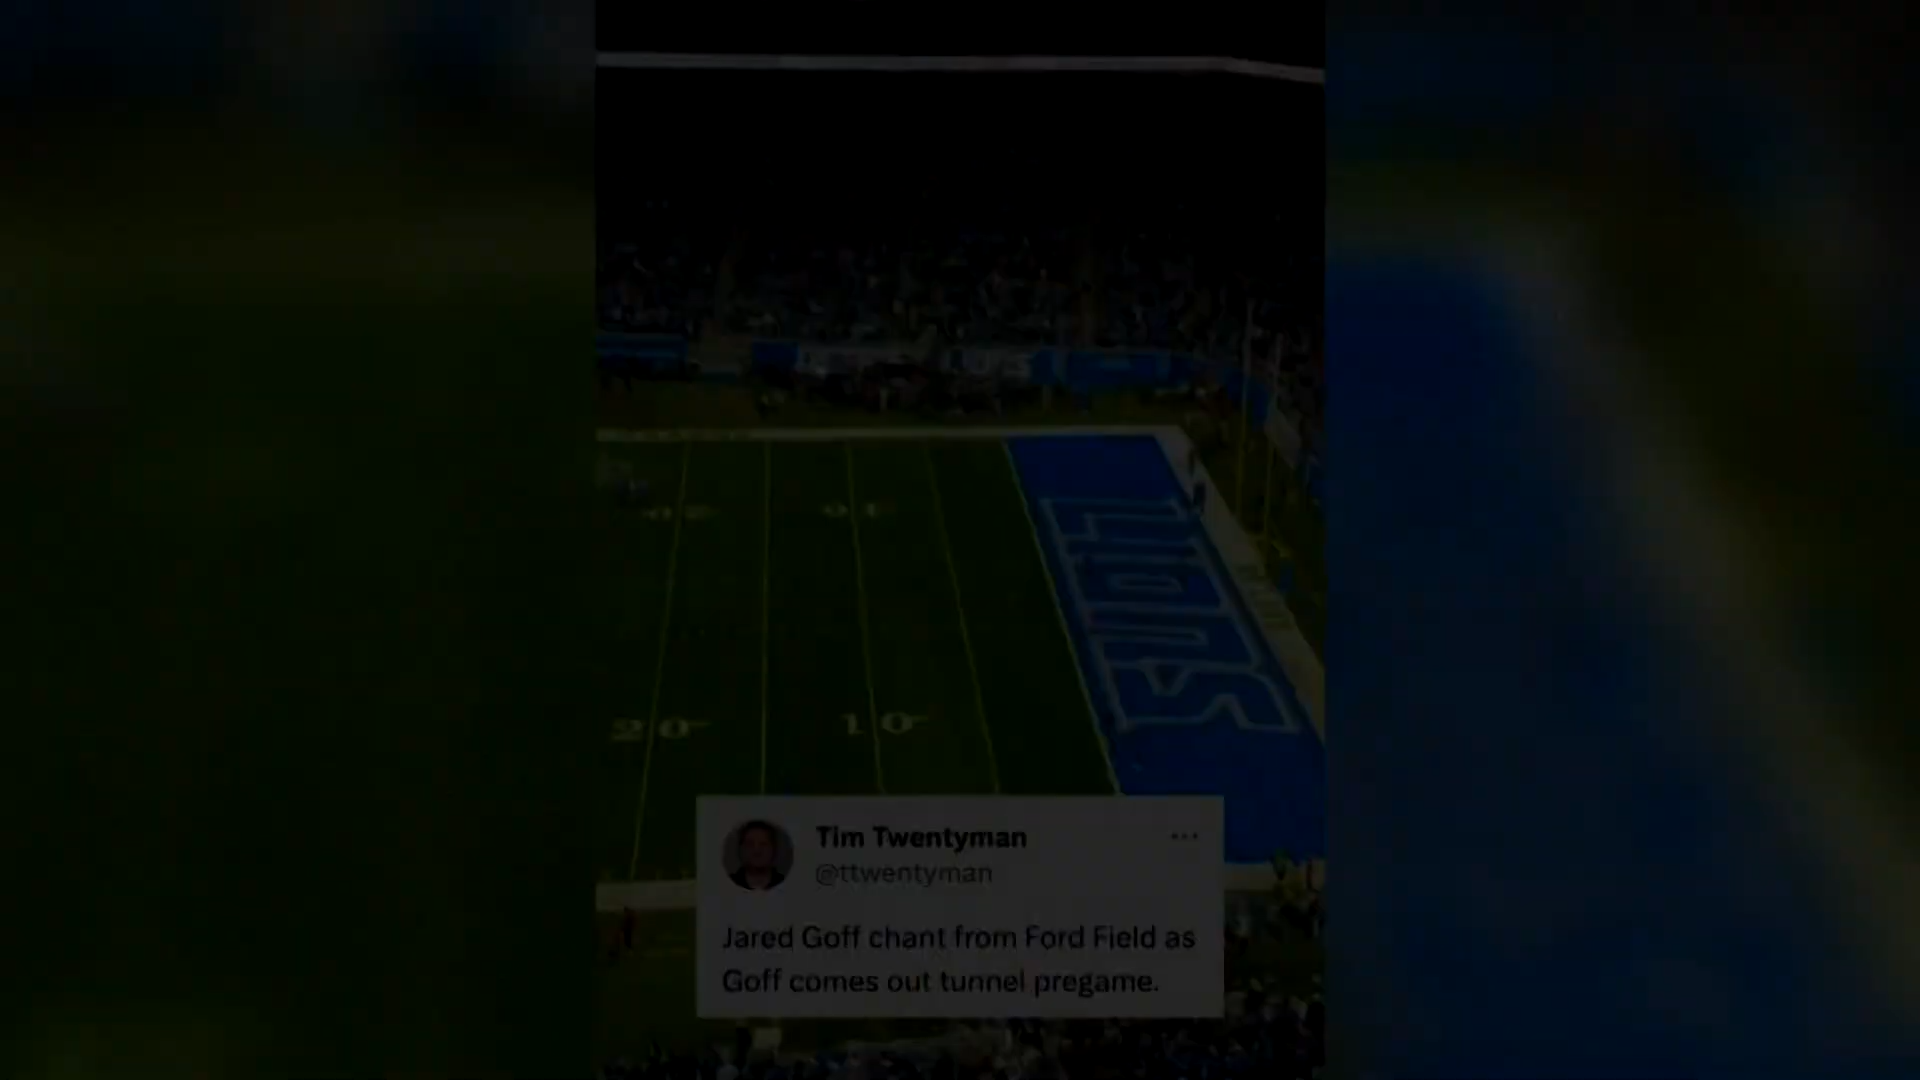 LIONS
20
10
Tim Twentyman
@ttwentyman
Jared Goff chant from Ford Field as
Goff comes out tunnel pregame.